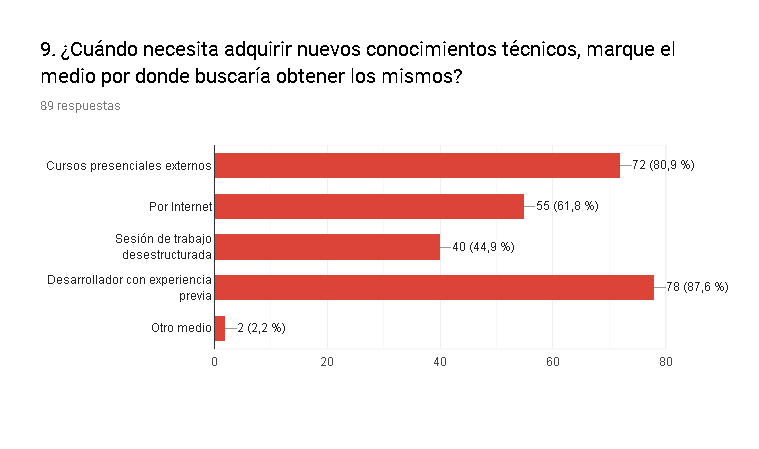 9. ¿Cuándo necesita adquirir nuevos conocimientos técnicos, marque el
medio por donde buscaría obtener los mismos?
89 respuestas
Cursos presenciales externos
72 (80,9 %)
Por Internet
55 (61,8 %)
Sesión de trabajo
desestructurada
40 (44,9 %)
Desarrollador con experiencia
previa
78 (87,6 %)
Otro medio
2 (2,2 %)
0 20 40 60 80